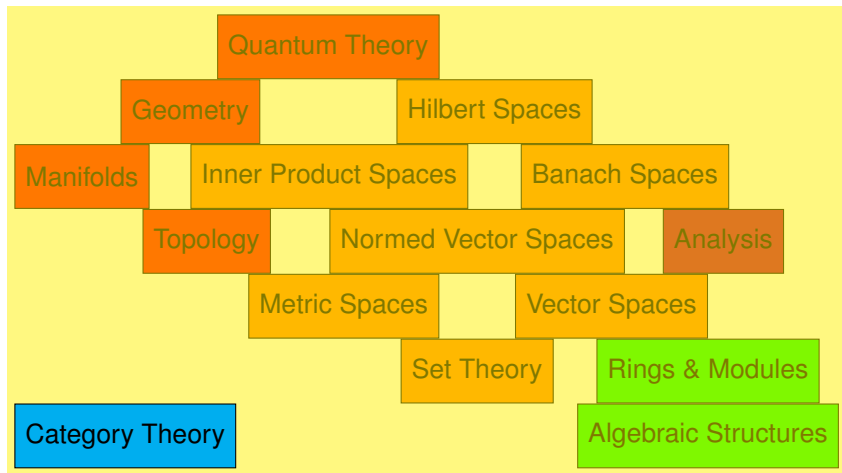 Quantum Theory
Geometry
Hilbert Spaces
Manifolds
Inner Product Spaces
Banach Spaces
Topology
Normed Vector Spaces
Analysis
Metric Spaces
Vector Spaces
Set Theory
Rings & Modules
Category Theory
Algebraic Structures